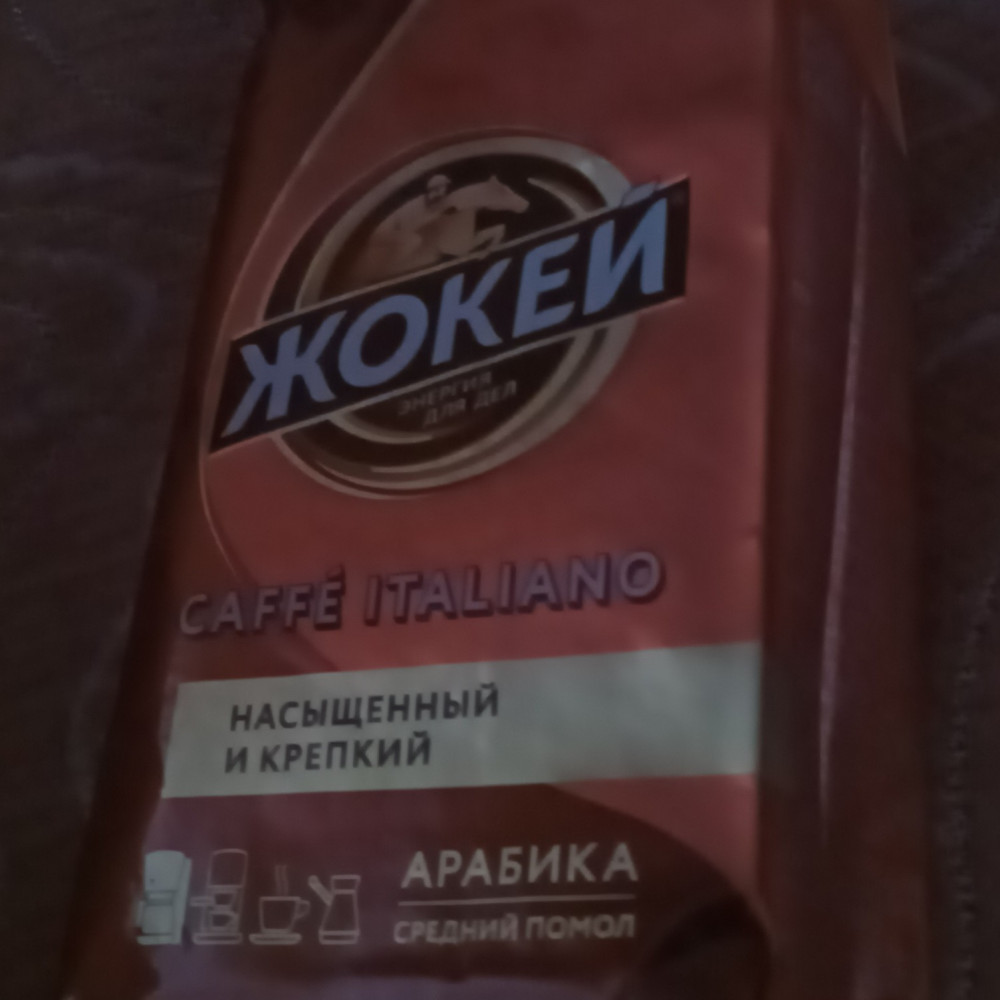 ЖОКЕЙ
ЭНЕРГИЯ
ДЛЯ ДЕЛ
CAFFÉ ITALIANO
НАСЫЩЕННЫЙ
И КРЕПКИЙ
АРАБИКА
СРЕДНИЙ ПОМОЛ